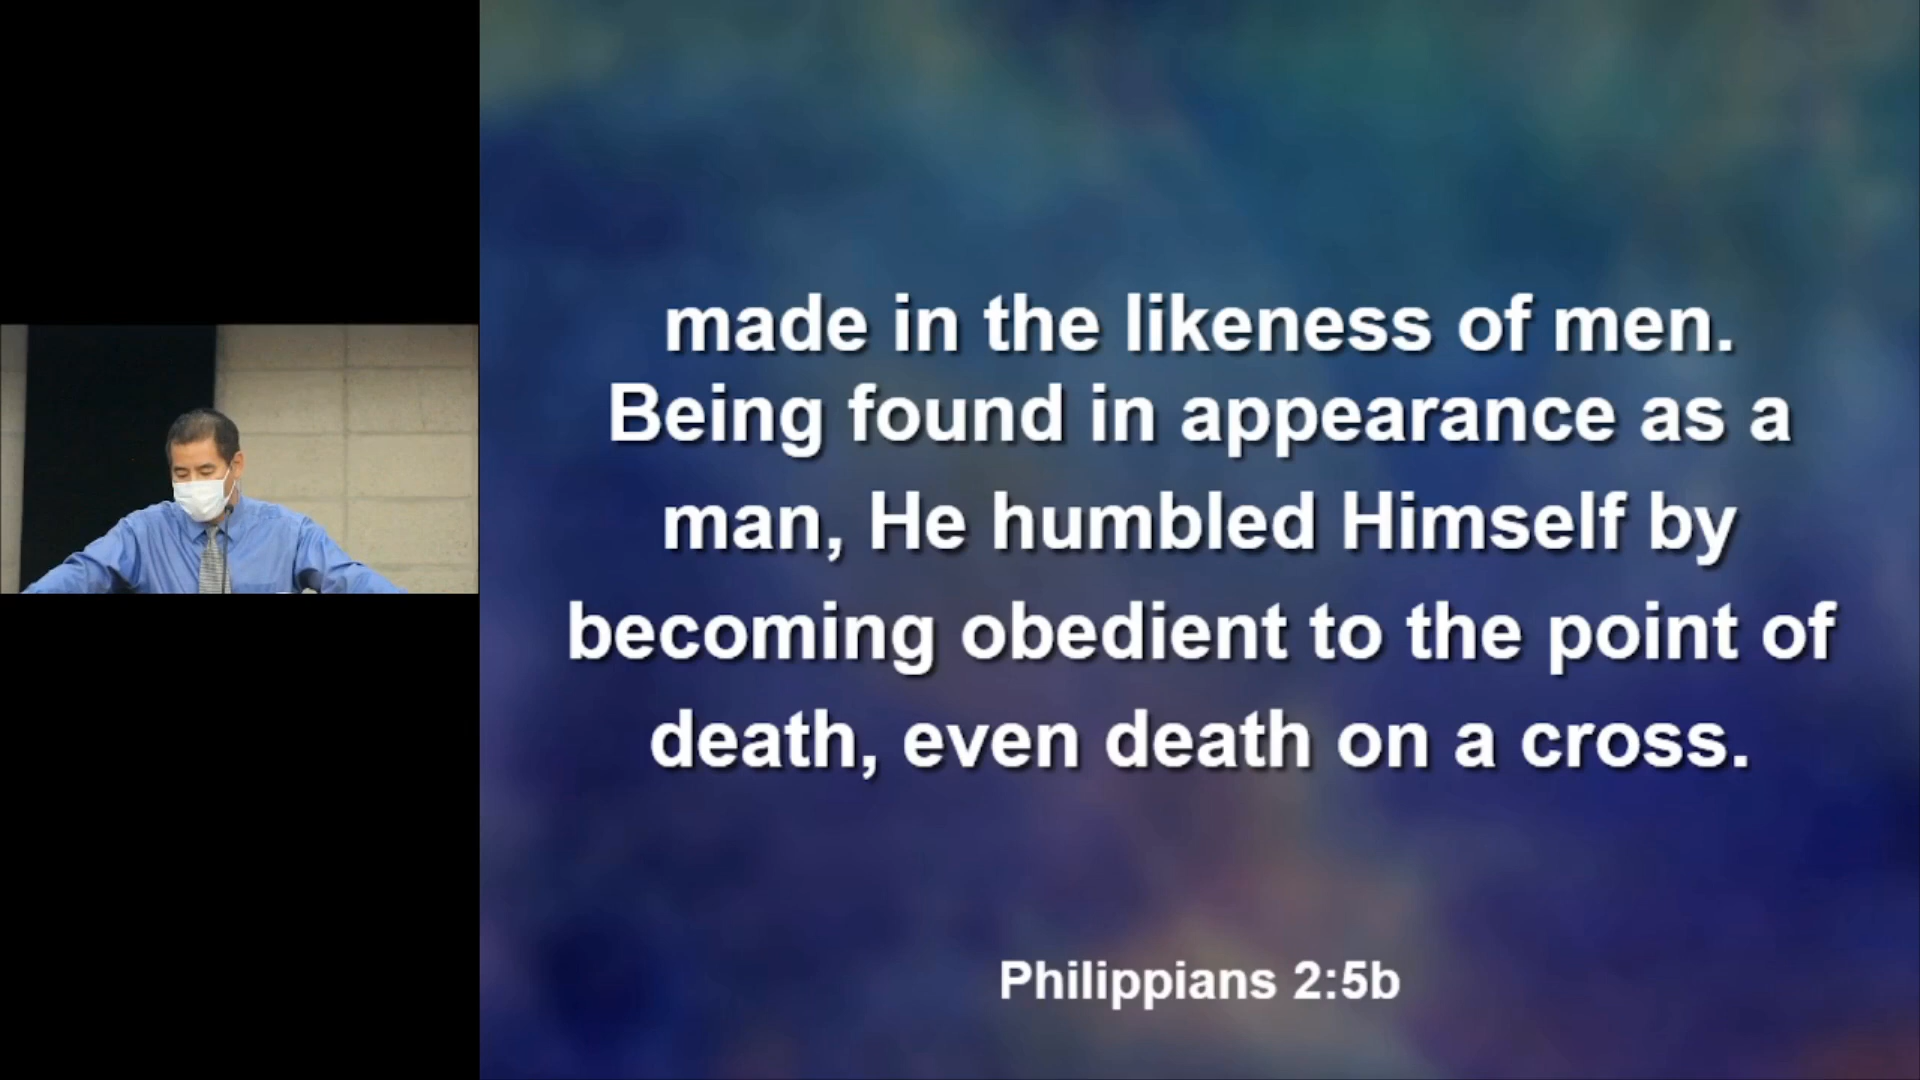 made in the likeness of men.
Being found in appearance as a
man, He humbled Himself by
becoming obedient to the point of
death, even death on a cross.
Philippians 2:5b